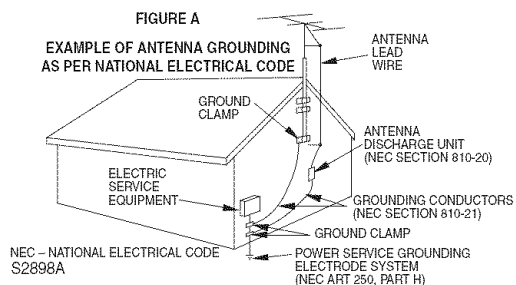 FIGURE A
EXAMPLE OF ANTENNA GROUNDING
AS PER NATIONAL ELECTRICAL CODE
ANTENNA
LEAD
WIRE
GROUND
CLAMP
ANTENNA
DISCHARGE UNIT
(NEC SECTION 810-20)
ELECTRIC
SERVICE
EQUIPMENT
GROUNDING CONDUCTORS
(NEC SECTION 810-21)
GROUND CLAMP
POWER SERVICE GROUNDING
ELECTRODE SYSTEM
(NEC ART 250, PART H)
NEC – NATIONAL ELECTRICAL CODE
S2898A